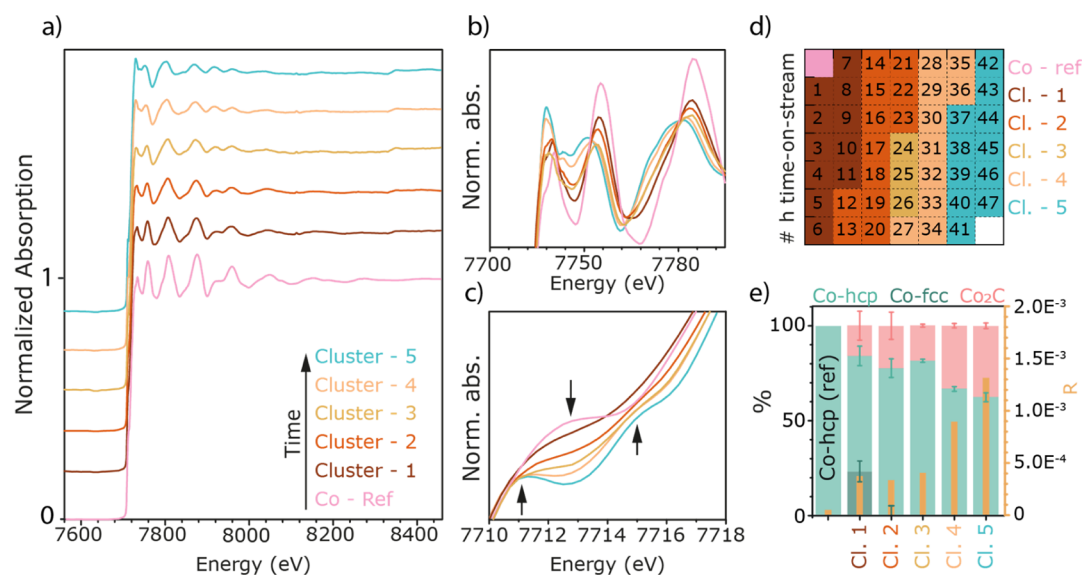 a)
Normalized Absorption
1
0
7600
7800
8000
8200
8400
Energy (eV)
Time
Cluster - 5
Cluster - 4
Cluster - 3
Cluster - 2
Cluster - 1
Co - Ref
b)
Norm. abs.
7700
7750
7780
Energy (eV)
c)
Norm. abs.
7710
7712
7714
7716
7718
Energy (eV)
d)
# h time-on-stream
7 14 21 28 35 42
1 8 15 22 29 36 43
2 9 16 23 30 37 44
3 10 17 24 31 38 45
4 11 18 25 32 39 46
5 12 19 26 33 40 47
6 13 20 27 34 41
Co - ref
Cl. - 1
Cl. - 2
Cl. - 3
Cl. - 4
Cl. - 5
e)
Co-hcp Co-fcc Co₂C
%
100
50
0
Co-hcp (ref)
2.0E⁻³
1.5E⁻³
1.0E⁻³
5.0E⁻⁴
0
R
Cl. 1
Cl. 2
Cl. 3
Cl. 4
Cl. 5